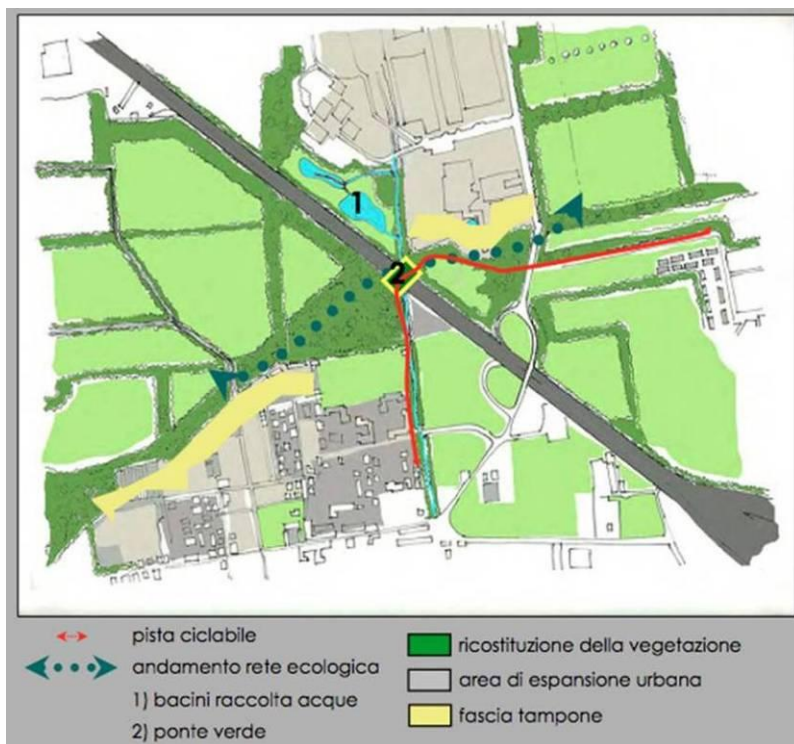 1
2
pista ciclabile
andamento rete ecologica
1) bacini raccolta acque
2) ponte verde
ricostituzione della vegetazione
area di espansione urbana
fascia tampone